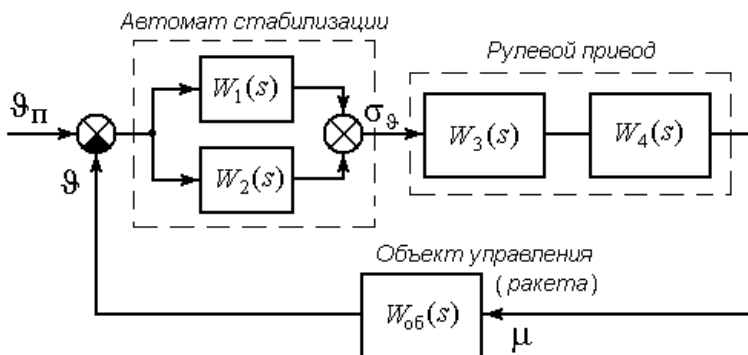 Автомат стабилизации
Рулевой привод
ϑп
W1(s)
σϑ
W3(s)
W4(s)
W2(s)
ϑ
Объект управления
( ракета)
Wоб(s)
μ